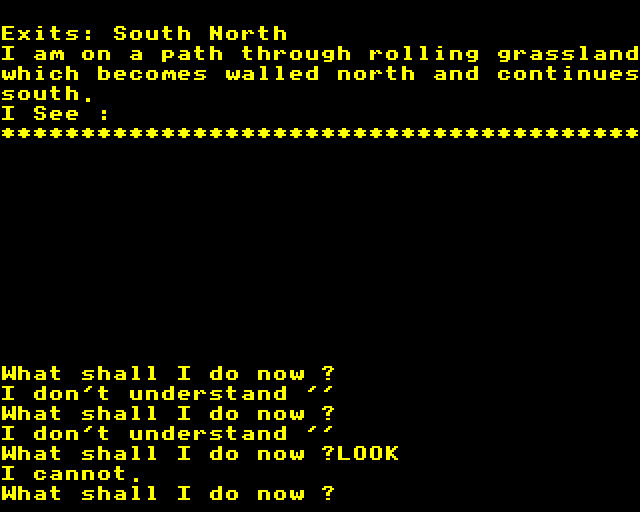 Exits: South North
I am on a path through rolling grassland
which becomes walled north and continues
south.
I See :
****************************************
What shall I do now ?
I don't understand ''
What shall I do now ?
I don't understand ''
What shall I do now ?LOOK
I cannot.
What shall I do now ?